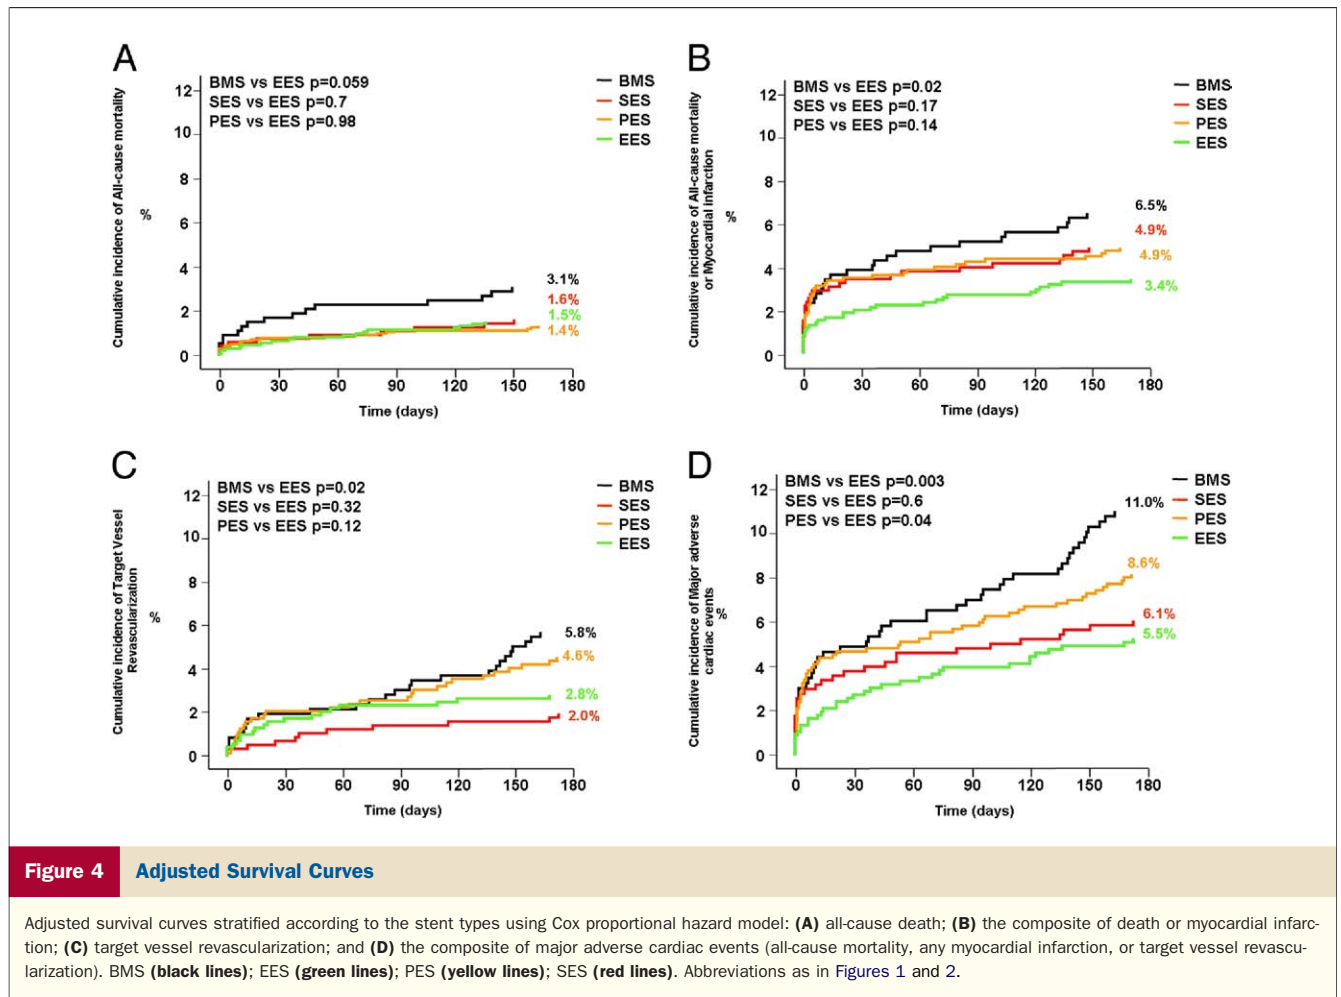 A
BMS vs EES p=0.059
SES vs EES p=0.7
PES vs EES p=0.98
BMS
SES
PES
EES
Cumulative incidence of All-cause mortality
%
12
10
8
6
4
2
0
3.1%
1.6%
1.5%
1.4%
0 30 60 90 120 150 180
Time (days)
B
BMS vs EES p=0.02
SES vs EES p=0.17
PES vs EES p=0.14
BMS
SES
PES
EES
Cumulative incidence of All-cause mortality
or Myocardial infarction
%
12
10
8
6
4
2
0
6.5%
4.9%
4.9%
3.4%
0 30 60 90 120 150 180
Time (days)
C
BMS vs EES p=0.02
SES vs EES p=0.32
PES vs EES p=0.12
BMS
SES
PES
EES
Cumulative incidence of Target Vessel
Revascularization
%
12
10
8
6
4
2
0
5.8%
4.6%
2.8%
2.0%
0 30 60 90 120 150 180
Time (days)
D
BMS vs EES p=0.003
SES vs EES p=0.6
PES vs EES p=0.04
BMS
SES
PES
EES
Cumulative incidence of Major adverse
cardiac events
%
12
10
8
6
4
2
0
11.0%
8.6%
6.1%
5.5%
0 30 60 90 120 150 180
Time (days)
Figure 4 Adjusted Survival Curves
Adjusted survival curves stratified according to the stent types using Cox proportional hazard model: (A) all-cause death; (B) the composite of death or myocardial infarc-
tion; (C) target vessel revascularization; and (D) the composite of major adverse cardiac events (all-cause mortality, any myocardial infarction, or target vessel revascu-
larization). BMS (black lines); EES (green lines); PES (yellow lines); SES (red lines). Abbreviations as in Figures 1 and 2.